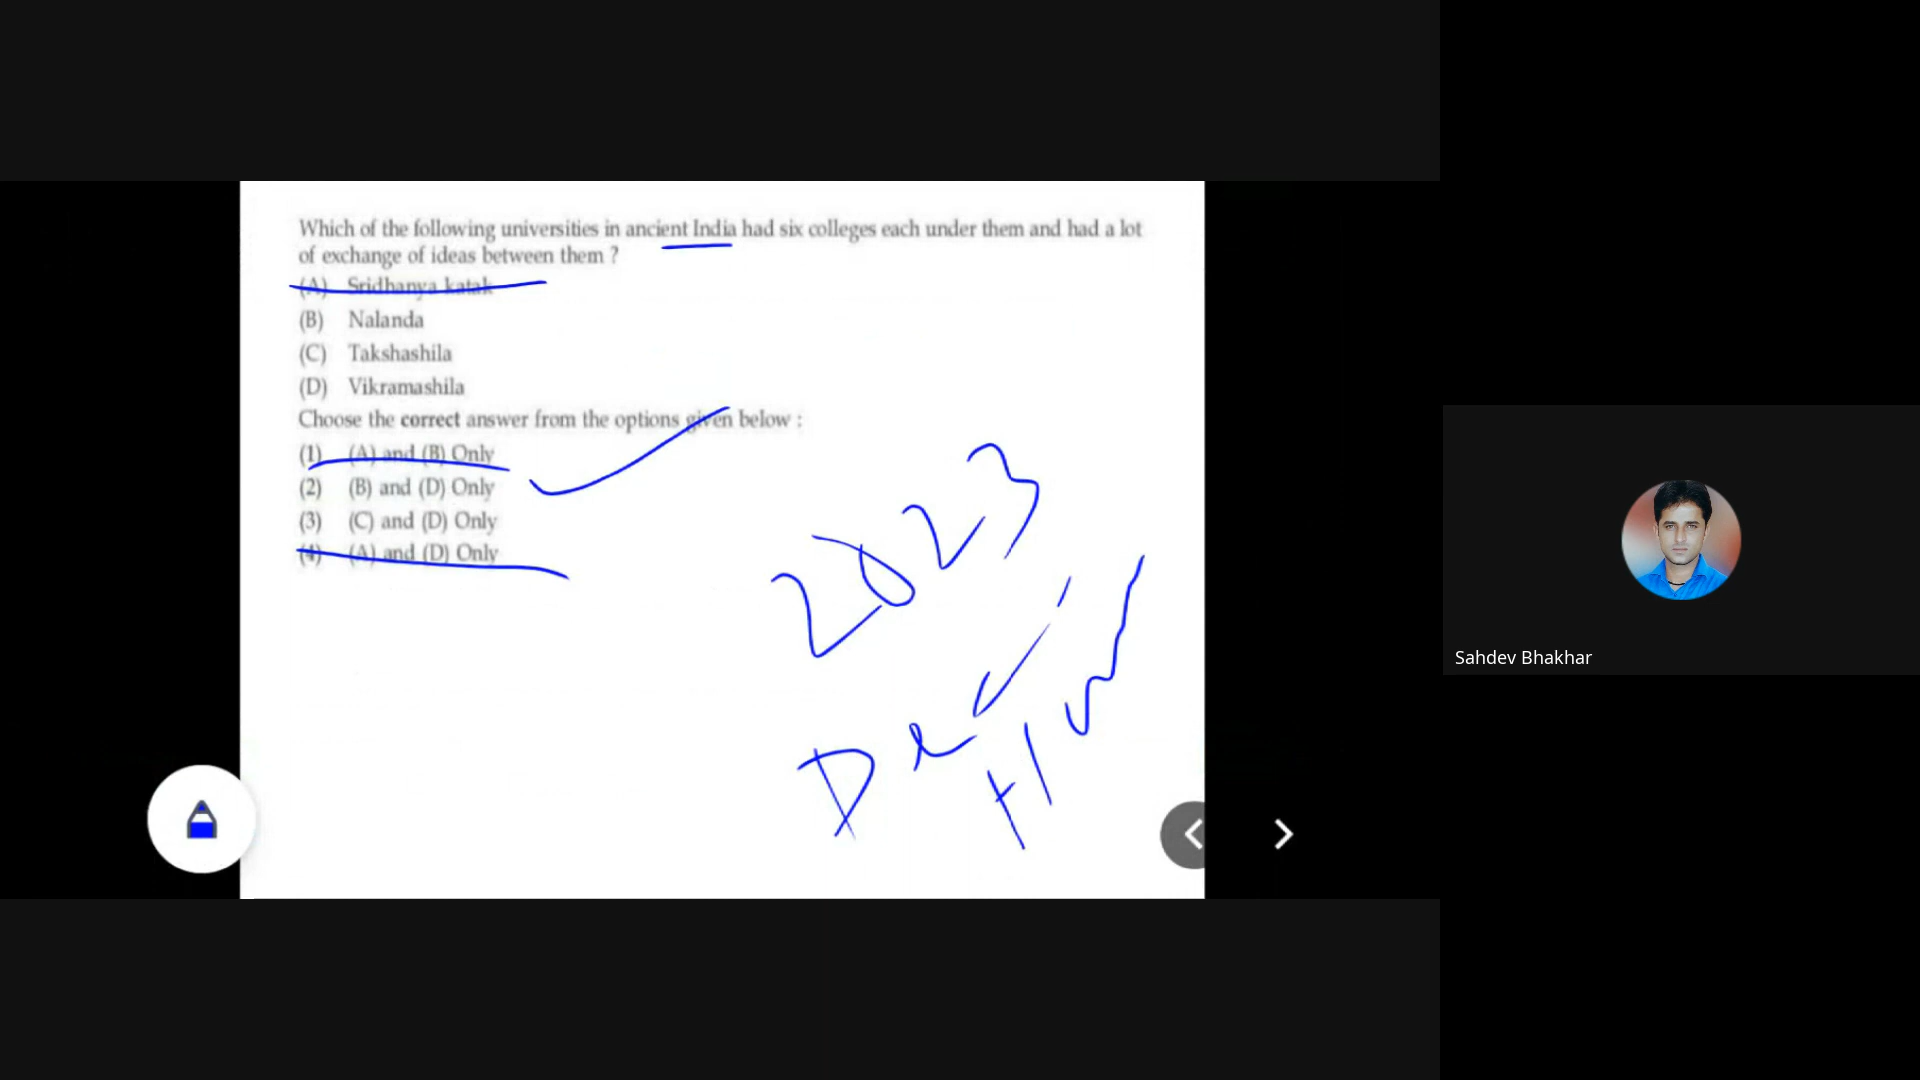 Which of the following universities in ancient India had six colleges each under them and had a lot
of exchange of ideas between them ?
(A) Sridhanya katak
(B) Nalanda
(C) Takshashila
(D) Vikramashila
Choose the correct answer from the options given below :
(1) (A) and (B) Only
(2) (B) and (D) Only
(3) (C) and (D) Only
(4) (A) and (D) Only
2023
Sahdev Bhakhar